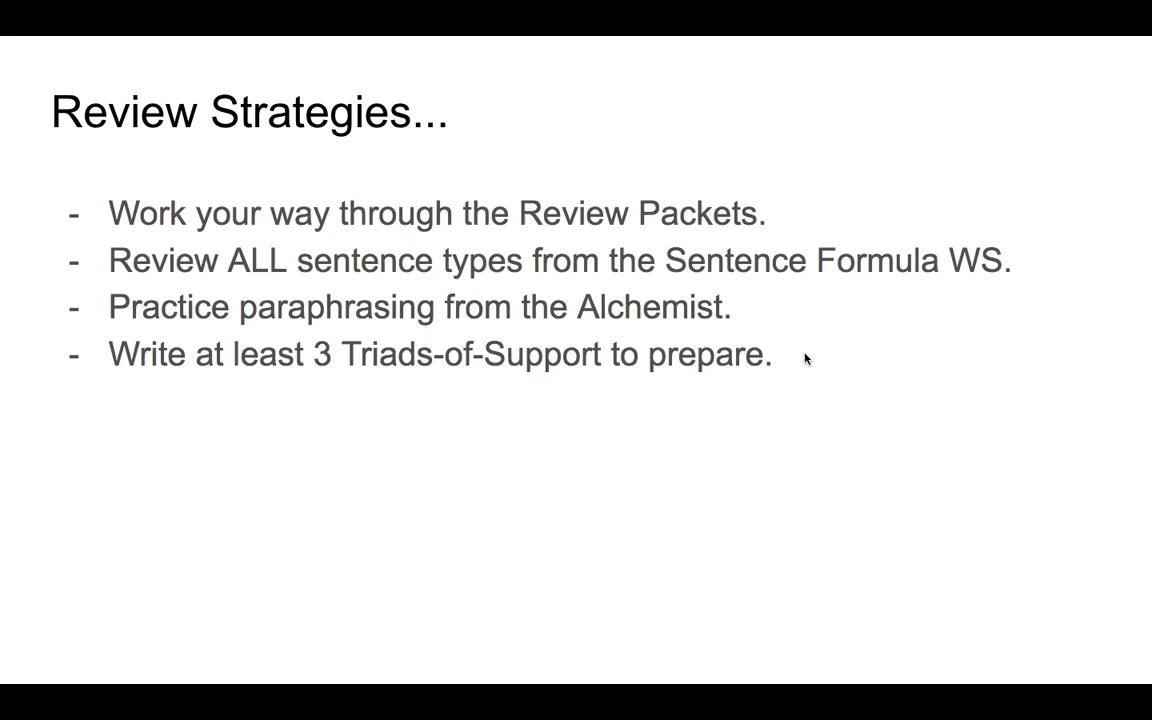 Review Strategies...
- Work your way through the Review Packets.
- Review ALL sentence types from the Sentence Formula WS.
- Practice paraphrasing from the Alchemist.
- Write at least 3 Triads-of-Support to prepare.